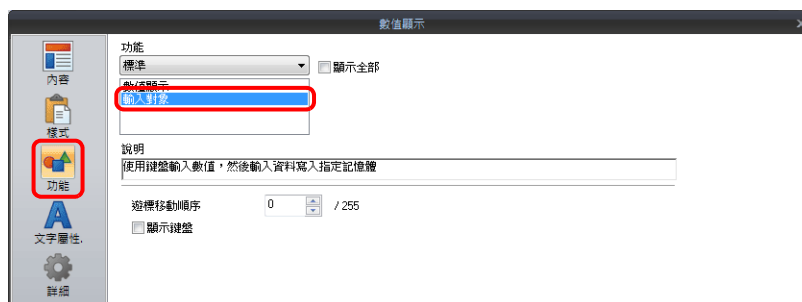 數值顯示
功能
標準
顯示全部
數值顯示
輸入對象
說明
使用鍵盤輸入數值，然後輸入資料寫入指定記憶體
遊標移動順序 0 / 255
顯示鍵盤
內容
樣式
功能
文字屬性.
詳細